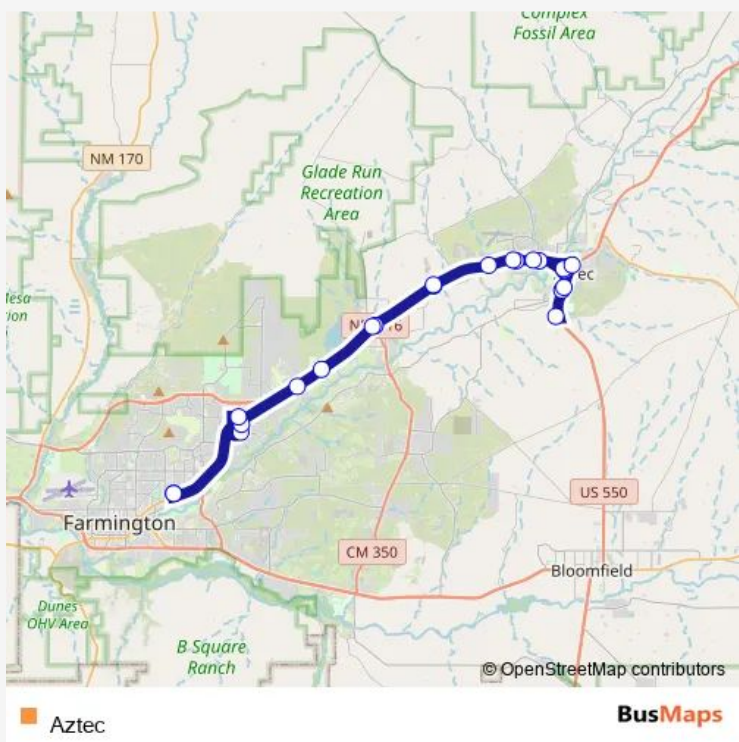 Complex
Fossil Area
NM 170
Glade Run
Recreation
Area
Farmington
US 550
CM 350
Bloomfield
Dunes
OHV Area
B Square
Ranch
© OpenStreetMap contributors
Aztec
BusMaps